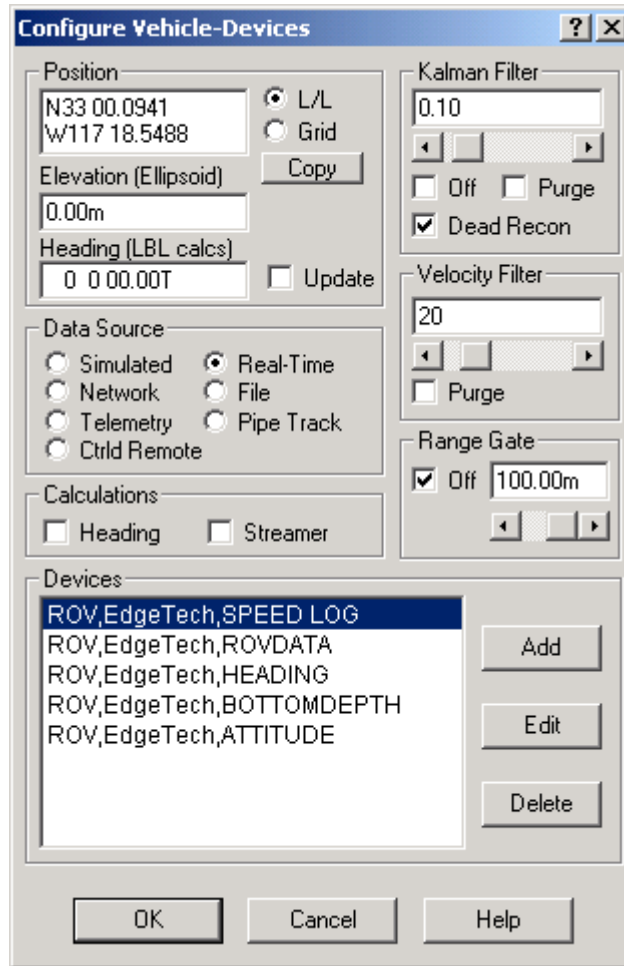 Configure Vehicle-Devices
Position
N33 00.0941
W117 18.5488
L/L
Grid
Copy
Elevation (Ellipsoid)
0.00m
Heading (LBL calcs)
0 0 00.00T
Update
Kalman Filter
0.10
Off Purge
Dead Recon
Velocity Filter
20
Purge
Data Source
Simulated Real-Time
Network File
Telemetry Pipe Track
Ctrld Remote
Range Gate
Off 100.00m
Calculations
Heading Streamer
Devices
ROV,EdgeTech,SPEED LOG
ROV,EdgeTech,ROVDATA
ROV,EdgeTech,HEADING
ROV,EdgeTech,BOTTOMDEPTH
ROV,EdgeTech,ATTITUDE
Add
Edit
Delete
OK Cancel Help